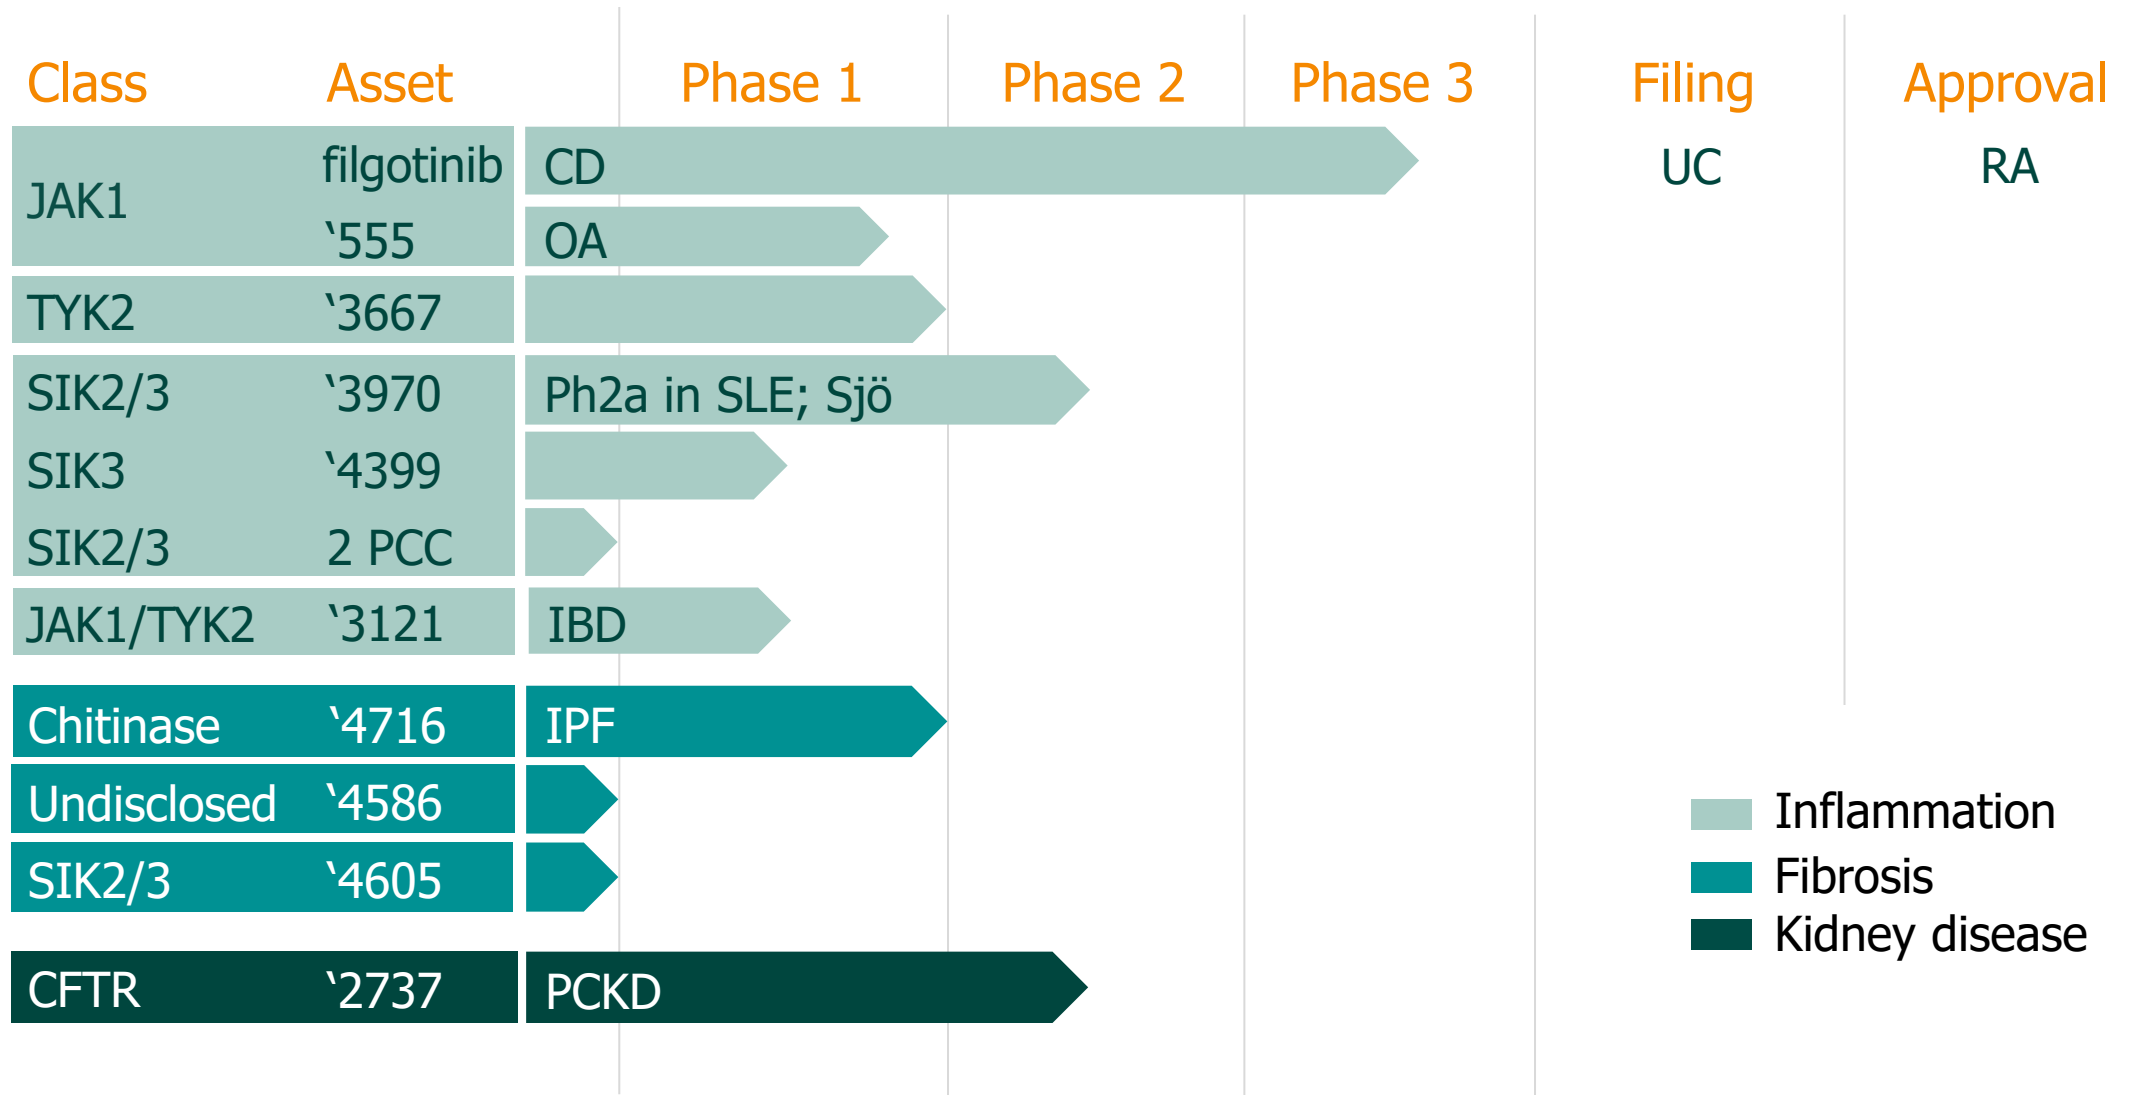 Class Asset Phase 1 Phase 2 Phase 3 Filing Approval
JAK1 filgotinib CD UC RA
‵555 OA
TYK2 ‵3667
SIK2/3 ‵3970 Ph2a in SLE; Sjö
SIK3 ‵4399
SIK2/3 2 PCC
JAK1/TYK2 ‵3121 IBD
Chitinase ‵4716 IPF
Undisclosed ‵4586
SIK2/3 ‵4605
CFTR ‵2737 PCKD
Inflammation
Fibrosis
Kidney disease